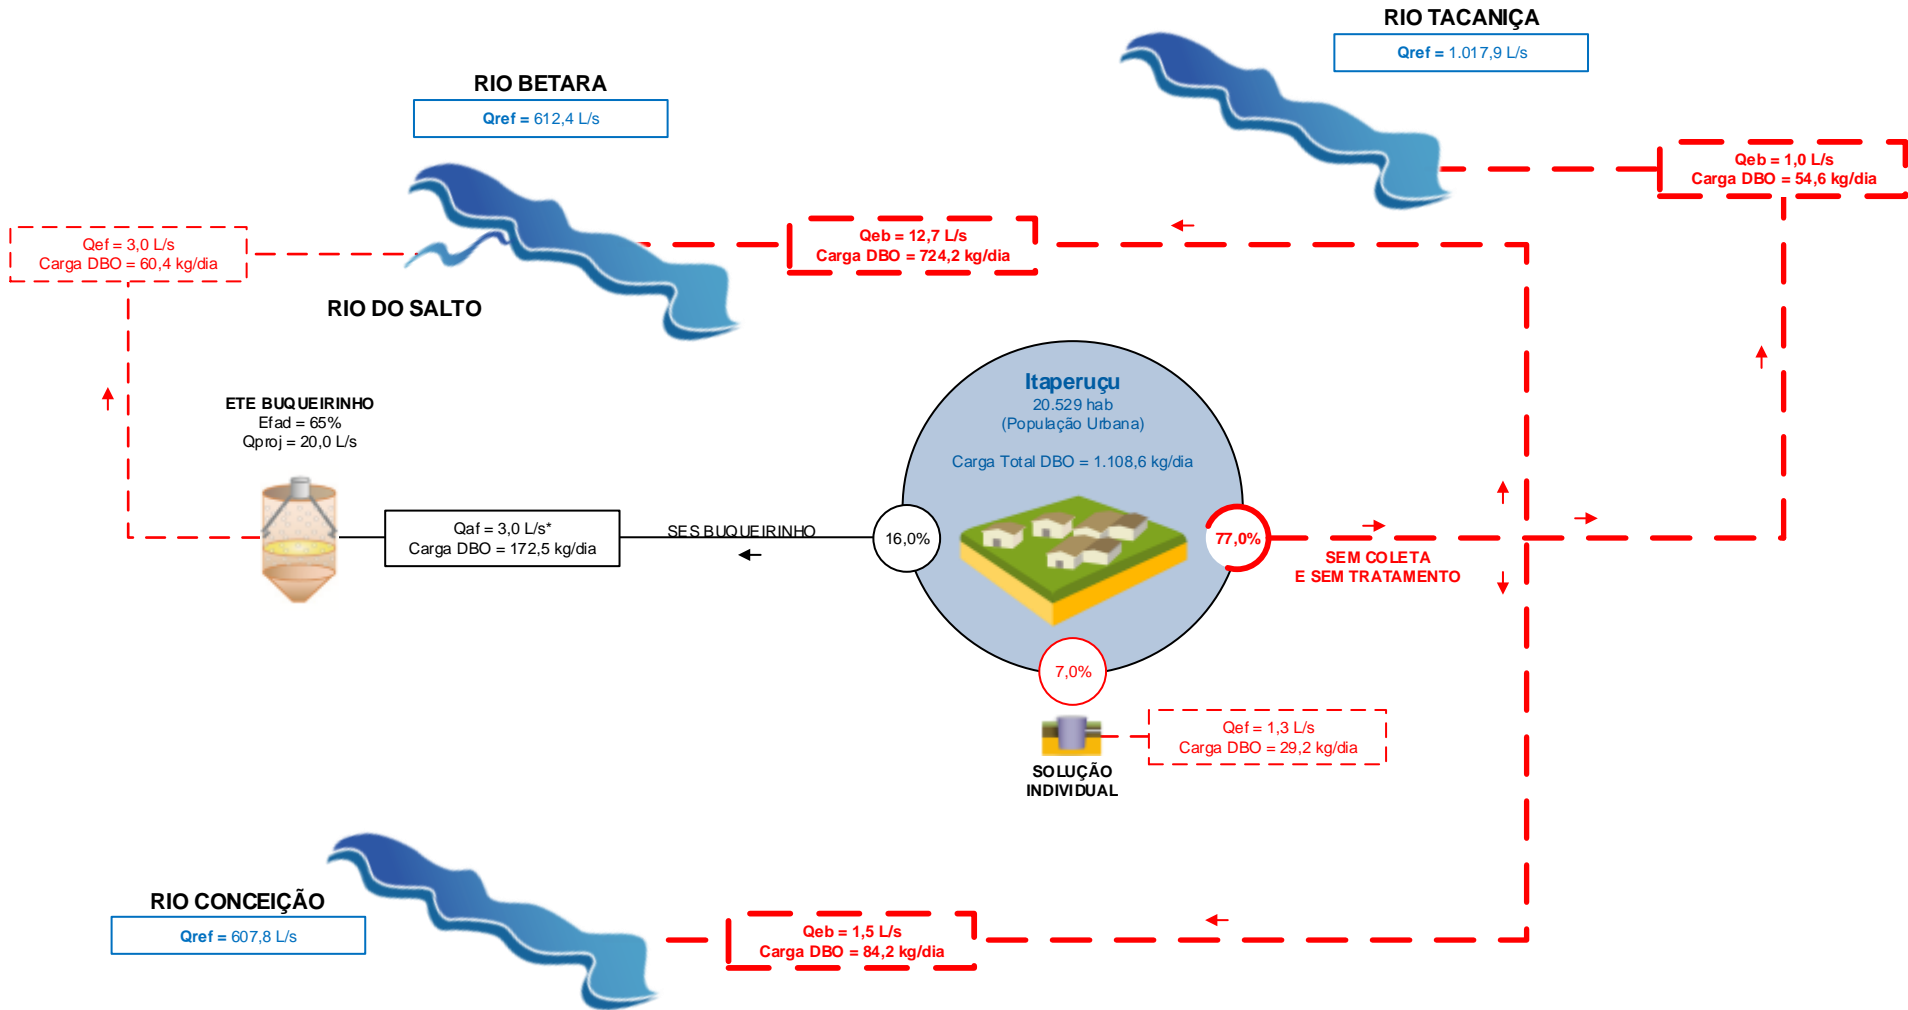 RIO TACANIÇA
Qref = 1.017,9 L/s
RIO BETARA
Qref = 612,4 L/s
Qeb = 1,0 L/s
Carga DBO = 54,6 kg/dia
Qef = 3,0 L/s
Carga DBO = 60,4 kg/dia
Qeb = 12,7 L/s
Carga DBO = 724,2 kg/dia
RIO DO SALTO
ETE BUQUEIRINHO
Efad = 65%
Qproj = 20,0 L/s
Itaperuçu
20.529 hab
(População Urbana)
Carga Total DBO = 1.108,6 kg/dia
Qaf = 3,0 L/s*
Carga DBO = 172,5 kg/dia
SES BUQUEIRINHO
16,0%
77,0%
SEM COLETA
E SEM TRATAMENTO
7,0%
Qef = 1,3 L/s
Carga DBO = 29,2 kg/dia
SOLUÇÃO
INDIVIDUAL
RIO CONCEIÇÃO
Qref = 607,8 L/s
Qeb = 1,5 L/s
Carga DBO = 84,2 kg/dia